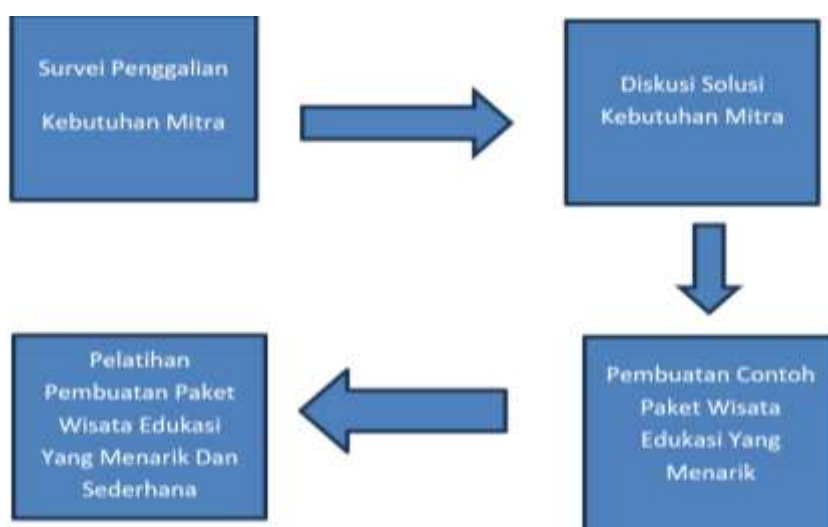 Survei Penggalian
Kebutuhan Mitra
Diskusi Solusi
Kebutuhan Mitra
Pembuatan Contoh
Paket Wisata
Edukasi Yang
Menarik
Pelatihan
Pembuatan Paket
Wisata Edukasi
Yang Menarik Dan
Sederhana